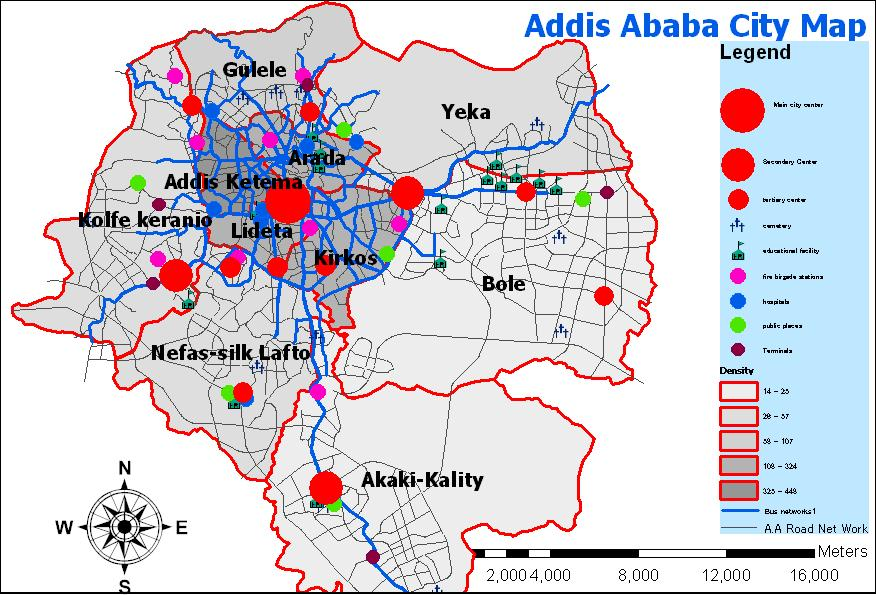 Addis Ababa City Map
Legend
Main city center
Secondary Center
tertiary center
cemetery
educational facility
fire birgade stations
hospitals
public places
Terminals
Density
14 - 25
26 - 57
58 - 107
108 - 324
325 - 448
Bus networks1
A.A Road Net Work
Gulele
Yeka
Arada
Addis Ketema
Kolfe keranio
Lideta
Kirkos
Bole
Nefas-silk Lafto
Akaki-Kality
N
W E
S
2,000 4,000 8,000 12,000 16,000
Meters